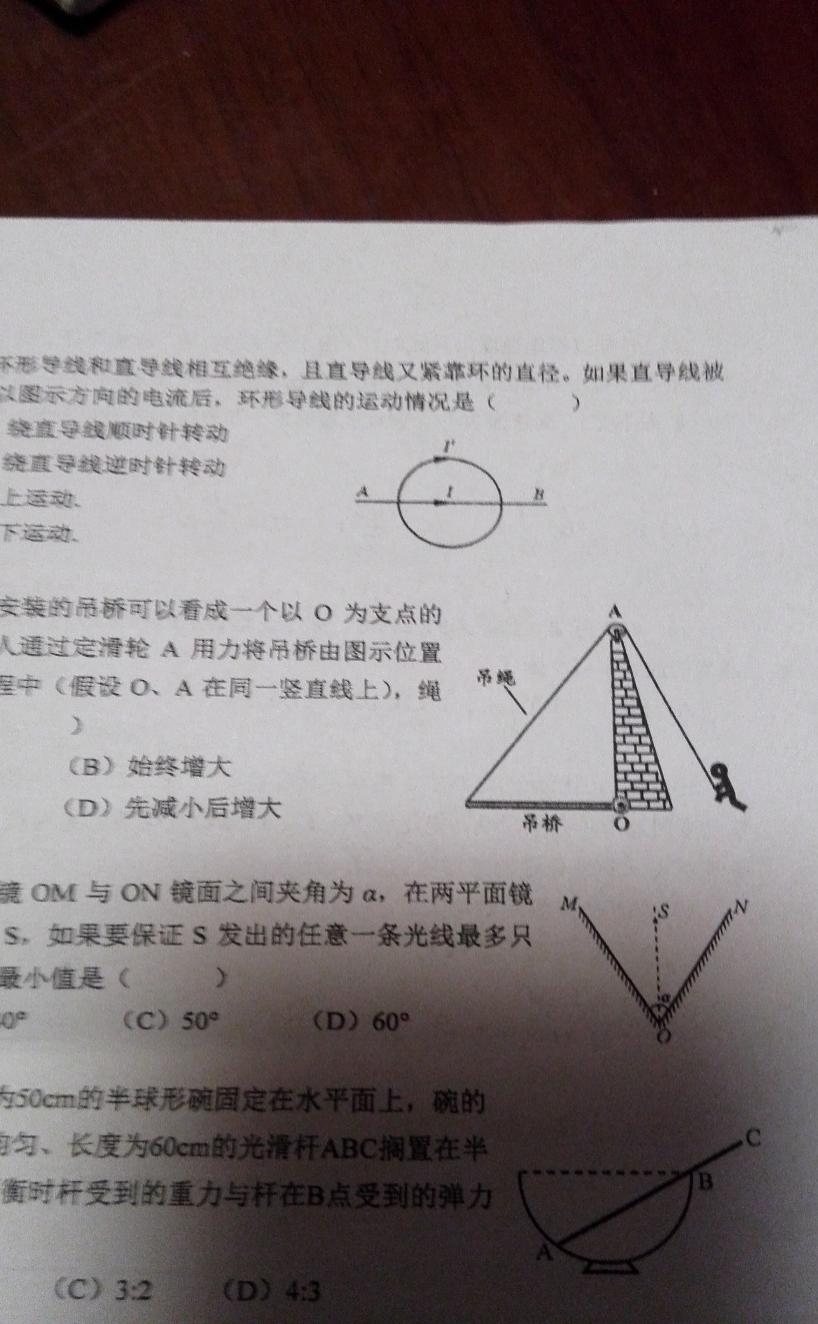 环形导线和直导线相互绝缘，且直导线又紧靠环的直径。如果直导线被
以图示方向的电流后，环形导线的运动情况是（ ）
绕直导线顺时针转动
绕直导线逆时针转动
上运动.
下运动.
I'
A I B
安装的吊桥可以看成一个以 O 为支点的
人通过定滑轮 A 用力将吊桥由图示位置
程中（假设 O、A 在同一竖直线上），绳
）
（B）始终增大
（D）先减小后增大
A
吊绳
吊桥 O
镜 OM 与 ON 镜面之间夹角为 α，在两平面镜
S，如果要保证 S 发出的任意一条光线最多只
最小值是（ ）
0° （C）50° （D）60°
M S N
α
O
为50cm的半球形碗固定在水平面上，碗的
均匀、长度为60cm的光滑杆ABC搁置在半
衡时杆受到的重力与杆在B点受到的弹力
（C）3:2 （D）4:3
C
B
A